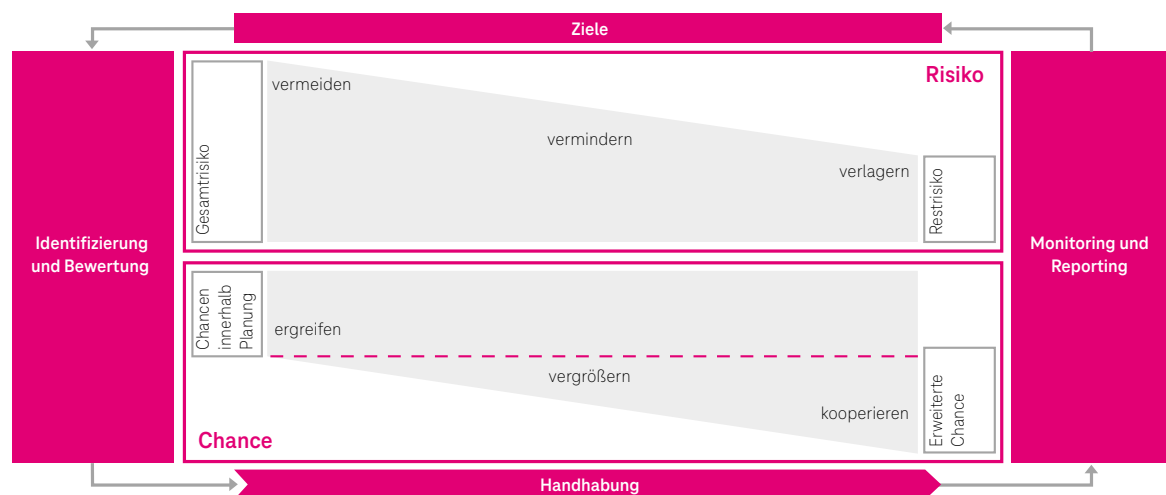 Ziele
Identifizierung
und Bewertung
Risiko
Gesamtrisiko
vermeiden
vermindern
verlagern
Restrisiko
Chancen
innerhalb
Planung
ergreifen
vergrößern
kooperieren
Erweiterte
Chance
Chance
Monitoring und
Reporting
Handhabung